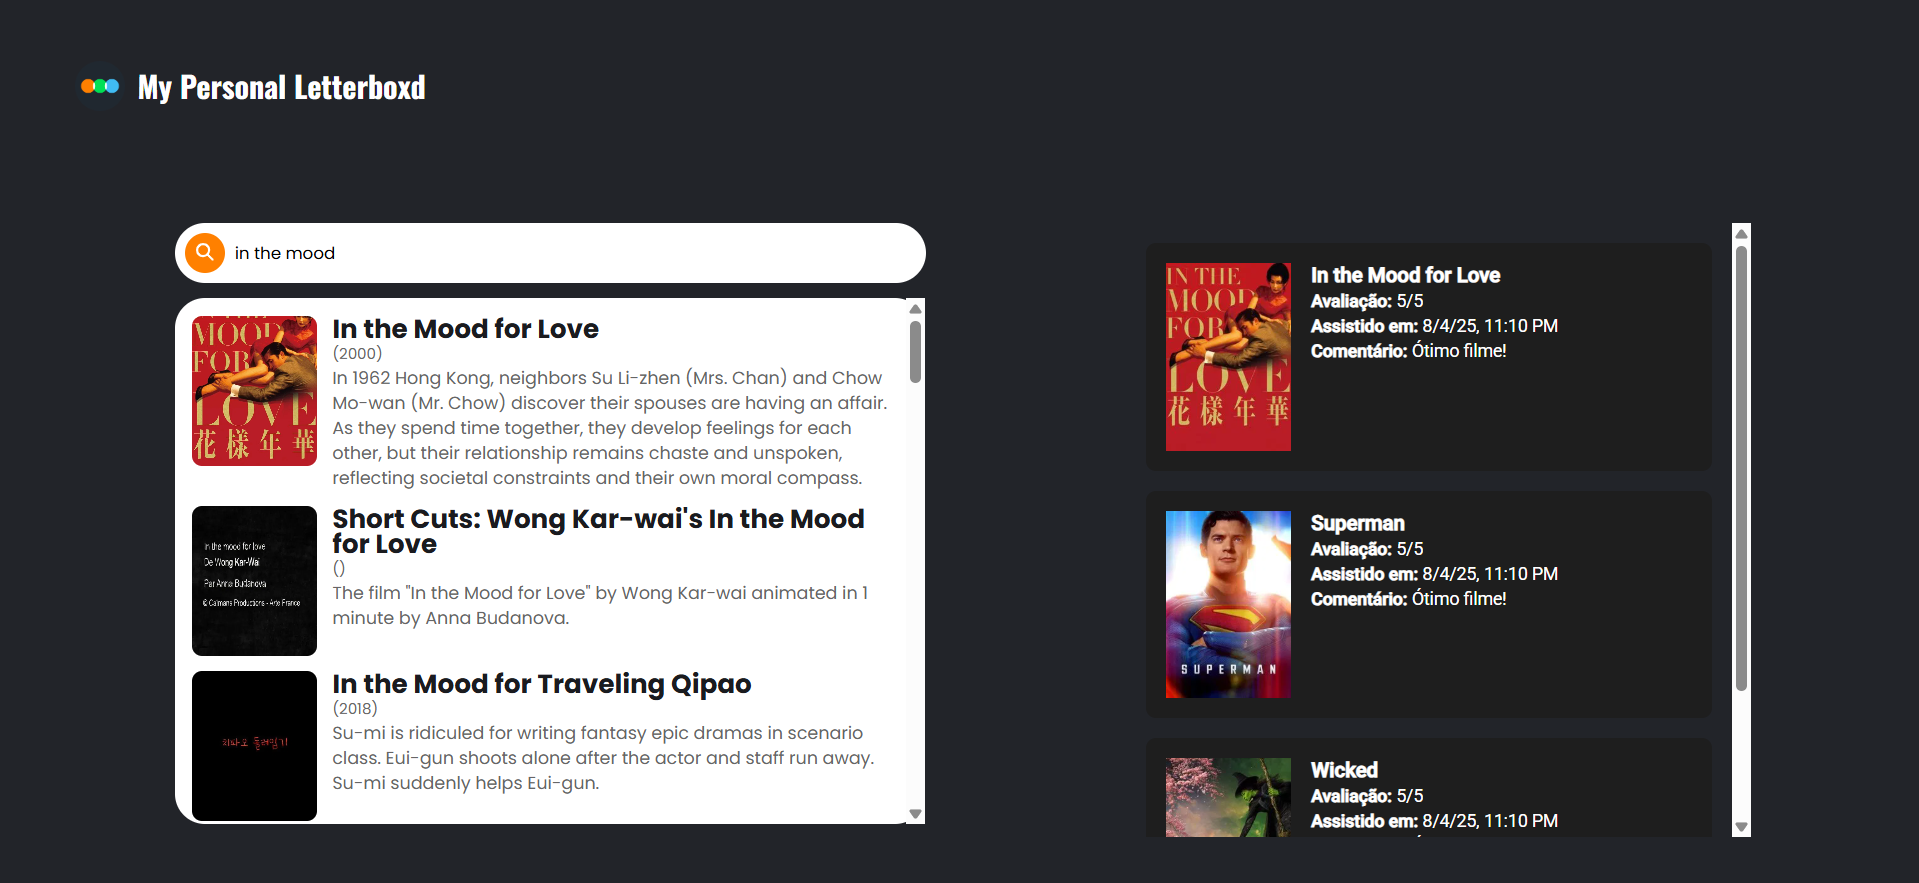 My Personal Letterboxd
in the mood
IN THE
MOOD
FOR
LOVE
花樣年華
In the Mood for Love
(2000)
In 1962 Hong Kong, neighbors Su Li-zhen (Mrs. Chan) and Chow
Mo-wan (Mr. Chow) discover their spouses are having an affair.
As they spend time together, they develop feelings for each
other, but their relationship remains chaste and unspoken,
reflecting societal constraints and their own moral compass.
In the mood for love
De Wong Kar-Wai
Par Anna Budanova
© Caïmans Productions - Arte France
Short Cuts: Wong Kar-wai's In the Mood
for Love
()
The film "In the Mood for Love" by Wong Kar-wai animated in 1
minute by Anna Budanova.
In the Mood for Traveling Qipao
(2018)
Su-mi is ridiculed for writing fantasy epic dramas in scenario
class. Eui-gun shoots alone after the actor and staff run away.
Su-mi suddenly helps Eui-gun.
IN THE
MOOD
FOR
LOVE
花樣年華
In the Mood for Love
Avaliação: 5/5
Assistido em: 8/4/25, 11:10 PM
Comentário: Ótimo filme!
SUPERMAN
Superman
Avaliação: 5/5
Assistido em: 8/4/25, 11:10 PM
Comentário: Ótimo filme!
Wicked
Avaliação: 5/5
Assistido em: 8/4/25, 11:10 PM